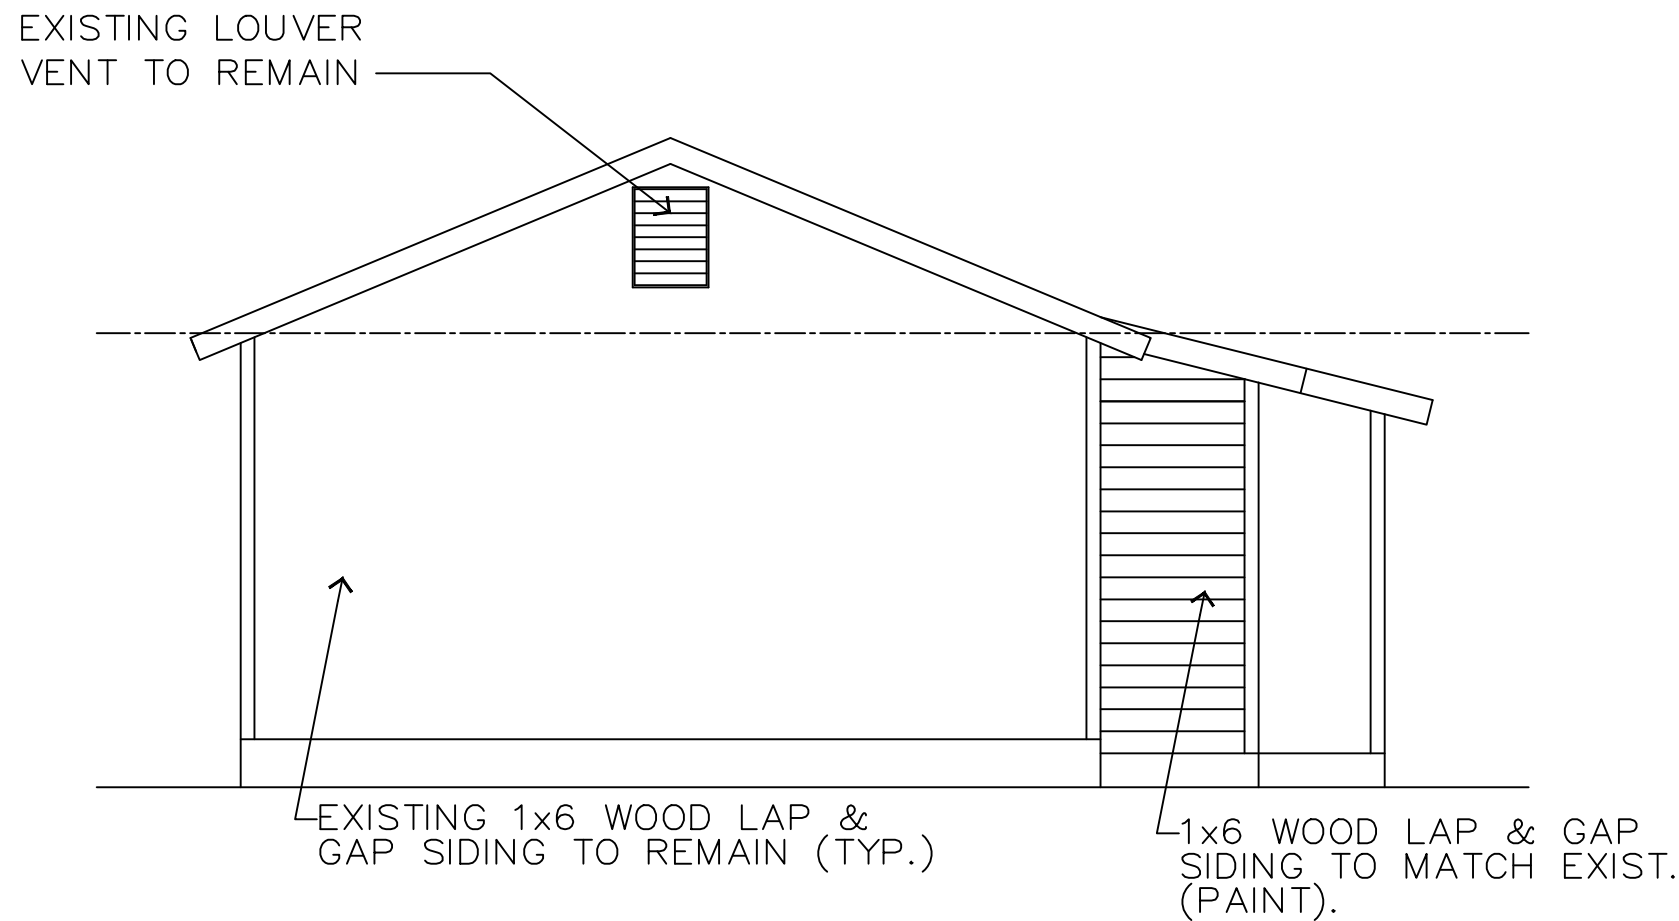 EXISTING LOUVER
VENT TO REMAIN
EXISTING 1x6 WOOD LAP &
GAP SIDING TO REMAIN (TYP.)
1x6 WOOD LAP & GAP
SIDING TO MATCH EXIST.
(PAINT).